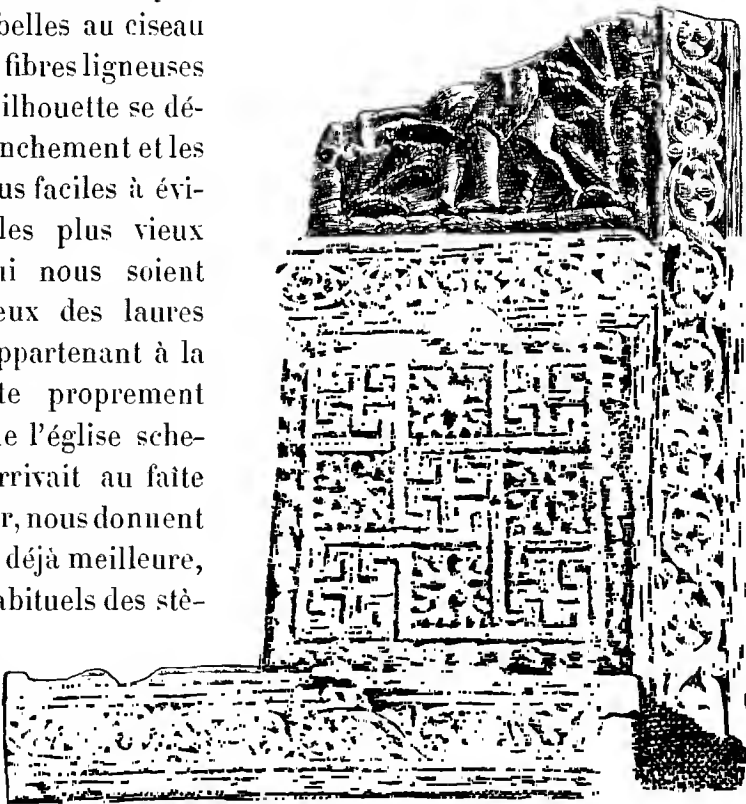 belles au ciseau
fibres ligneuses
ilhouette se dé-
nchement et les
us faciles à évi-
les plus vieux
ui nous soient
eux des laures
ppartenant à la
te proprement
e l'église sche-
rrivait au faîte
r, nous donnent
déjà meilleure,
abituels des stè-